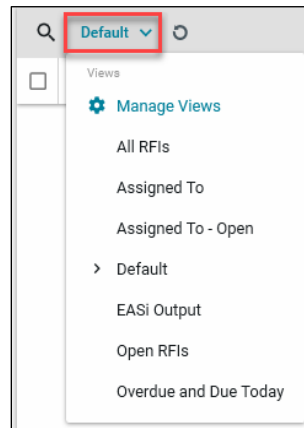 Default
Views
Manage Views
All RFIs
Assigned To
Assigned To - Open
Default
EASi Output
Open RFIs
Overdue and Due Today